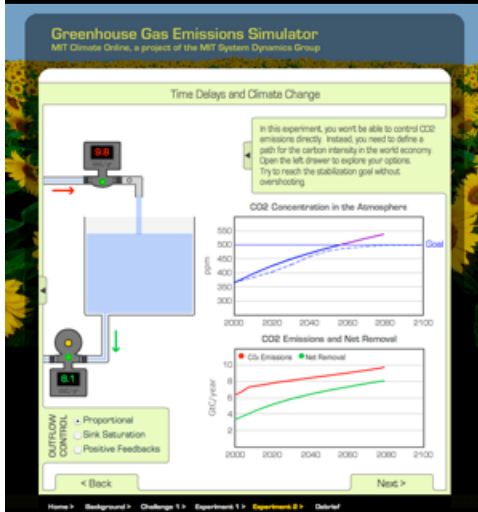 Greenhouse Gas Emissions Simulator
MIT Climate Online, a project of the MIT System Dynamics Group
Time Delays and Climate Change
In this experiment, you won't be able to control CO2
emissions directly. Instead, you need to define a
path for the carbon intensity in the world economy.
Open the left drawer to explore your options.
Try to reach the stabilization goal without
overshooting.
9.8
CO2 Concentration in the Atmosphere
ppm
550
500
450
400
350
300
Goal
2000 2020 2040 2060 2080 2100
CO2 Emissions and Net Removal
CO₂ Emissions Net Removal
GtC/year
10
8
6
4
2
2000 2020 2040 2060 2080 2100
8.1
OUTFLOW
CONTROL
Proportional
Sink Saturation
Positive Feedbacks
< Back
Next >
Home > Background > Challenge 1 > Experiment 1 > Experiment 2 > Debrief